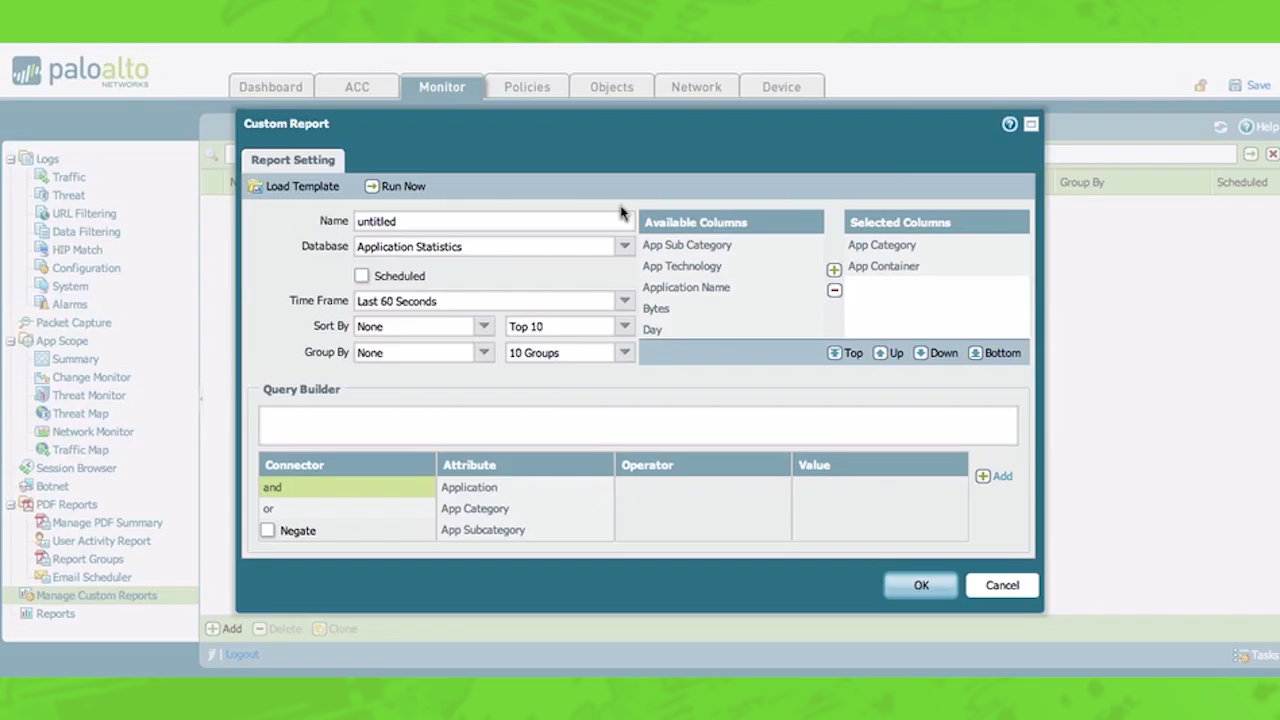 paloalto
NETWORKS
Dashboard
ACC
Monitor
Policies
Objects
Network
Device
Save
Help
Custom Report
Report Setting
Load Template
Run Now
Name untitled
Database Application Statistics
Scheduled
Time Frame Last 60 Seconds
Sort By None Top 10
Group By None 10 Groups
Available Columns
App Sub Category
App Technology
Application Name
Bytes
Day
Selected Columns
App Category
App Container
Top Up Down Bottom
Query Builder
Connector Attribute Operator Value
and Application
or App Category
Negate App Subcategory
Add
OK Cancel
Group By Scheduled
Logs
Traffic
Threat
URL Filtering
Data Filtering
HIP Match
Configuration
System
Alarms
Packet Capture
App Scope
Summary
Change Monitor
Threat Monitor
Threat Map
Network Monitor
Traffic Map
Session Browser
Botnet
PDF Reports
Manage PDF Summary
User Activity Report
Report Groups
Email Scheduler
Manage Custom Reports
Reports
Add Delete Clone
Logout
Tasks